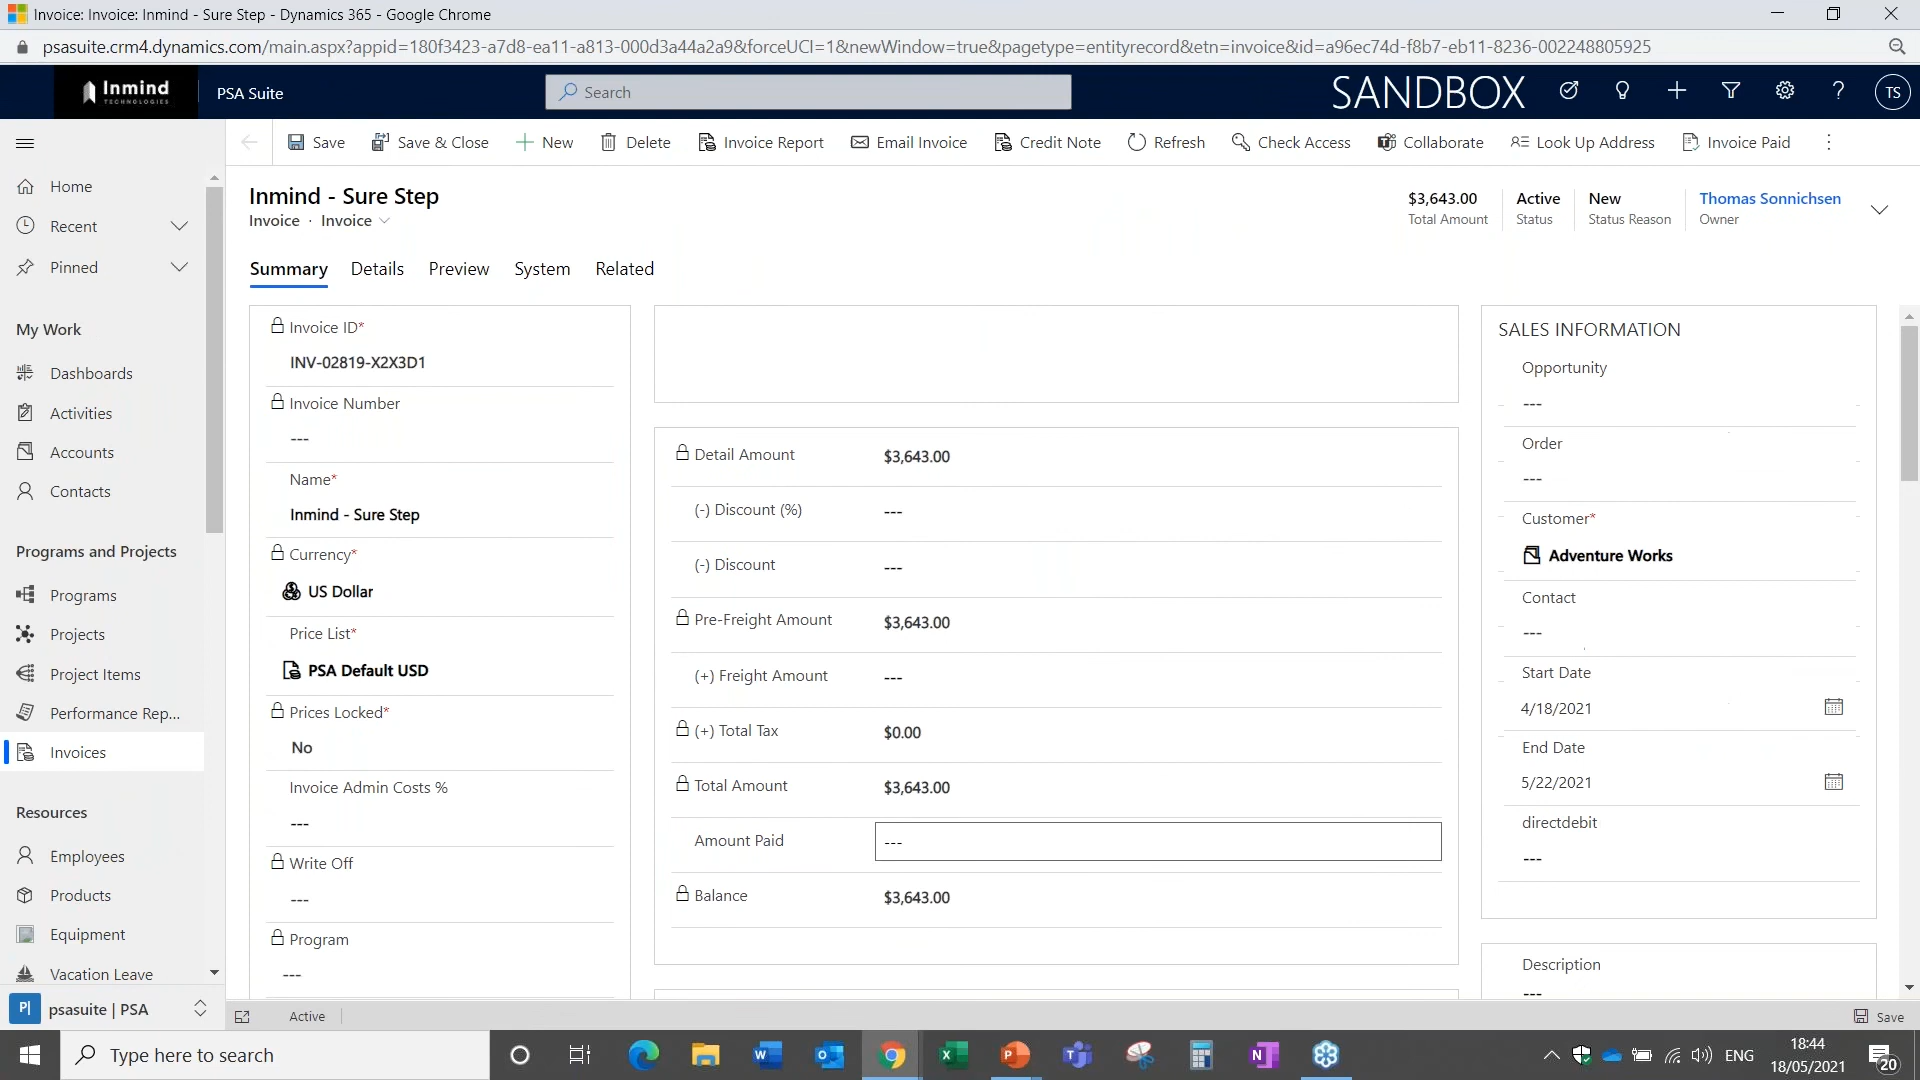 Invoice: Invoice: Inmind - Sure Step - Dynamics 365 - Google Chrome
psasuite.crm4.dynamics.com/main.aspx?appid=180f3423-a7d8-ea11-a813-000d3a44a2a9&forceUCI=1&newWindow=true&pagetype=entityrecord&etn=invoice&id=a96ec74d-f8b7-eb11-8236-002248805925
Inmind
TECHNOLOGIES
PSA Suite
Search
SANDBOX
TS
Save
Save & Close
New
Delete
Invoice Report
Email Invoice
Credit Note
Refresh
Check Access
Collaborate
Look Up Address
Invoice Paid
Home
Recent
Pinned
My Work
Dashboards
Activities
Accounts
Contacts
Programs and Projects
Programs
Projects
Project Items
Performance Rep...
Invoices
Resources
Employees
Products
Equipment
Vacation Leave
P|
psasuite | PSA
Inmind - Sure Step
Invoice · Invoice
$3,643.00
Total Amount
Active
Status
New
Status Reason
Thomas Sonnichsen
Owner
Summary
Details
Preview
System
Related
Invoice ID*
INV-02819-X2X3D1
Invoice Number
---
Name*
Inmind - Sure Step
Currency*
US Dollar
Price List*
PSA Default USD
Prices Locked*
No
Invoice Admin Costs %
---
Write Off
---
Program
---
Detail Amount $3,643.00
(-) Discount (%) ---
(-) Discount ---
Pre-Freight Amount $3,643.00
(+) Freight Amount ---
(+) Total Tax $0.00
Total Amount $3,643.00
Amount Paid ---
Balance $3,643.00
SALES INFORMATION
Opportunity
---
Order
---
Customer*
Adventure Works
Contact
---
Start Date
4/18/2021
End Date
5/22/2021
directdebit
---
Description
---
Active
Save
Type here to search
ENG
18:44
18/05/2021
20